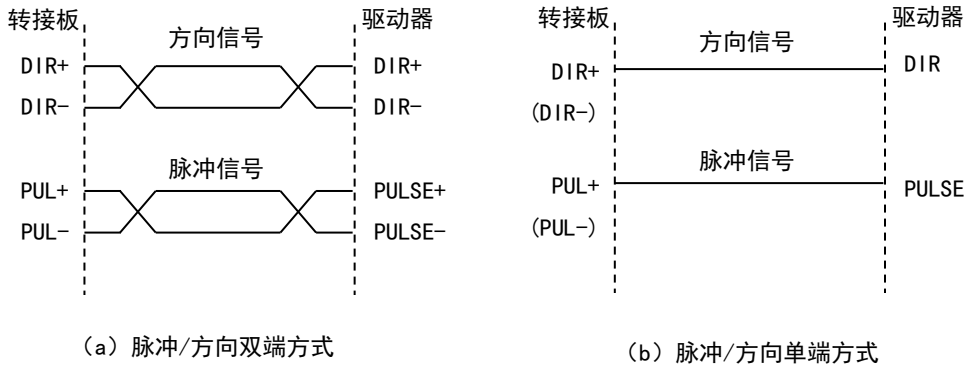 转接板
驱动器
方向信号
DIR+
DIR+
DIR-
DIR-
脉冲信号
PUL+
PULSE+
PUL-
PULSE-
(a) 脉冲/方向双端方式
转接板
驱动器
方向信号
DIR+
DIR
(DIR-)
脉冲信号
PUL+
PULSE
(PUL-)
(b) 脉冲/方向单端方式